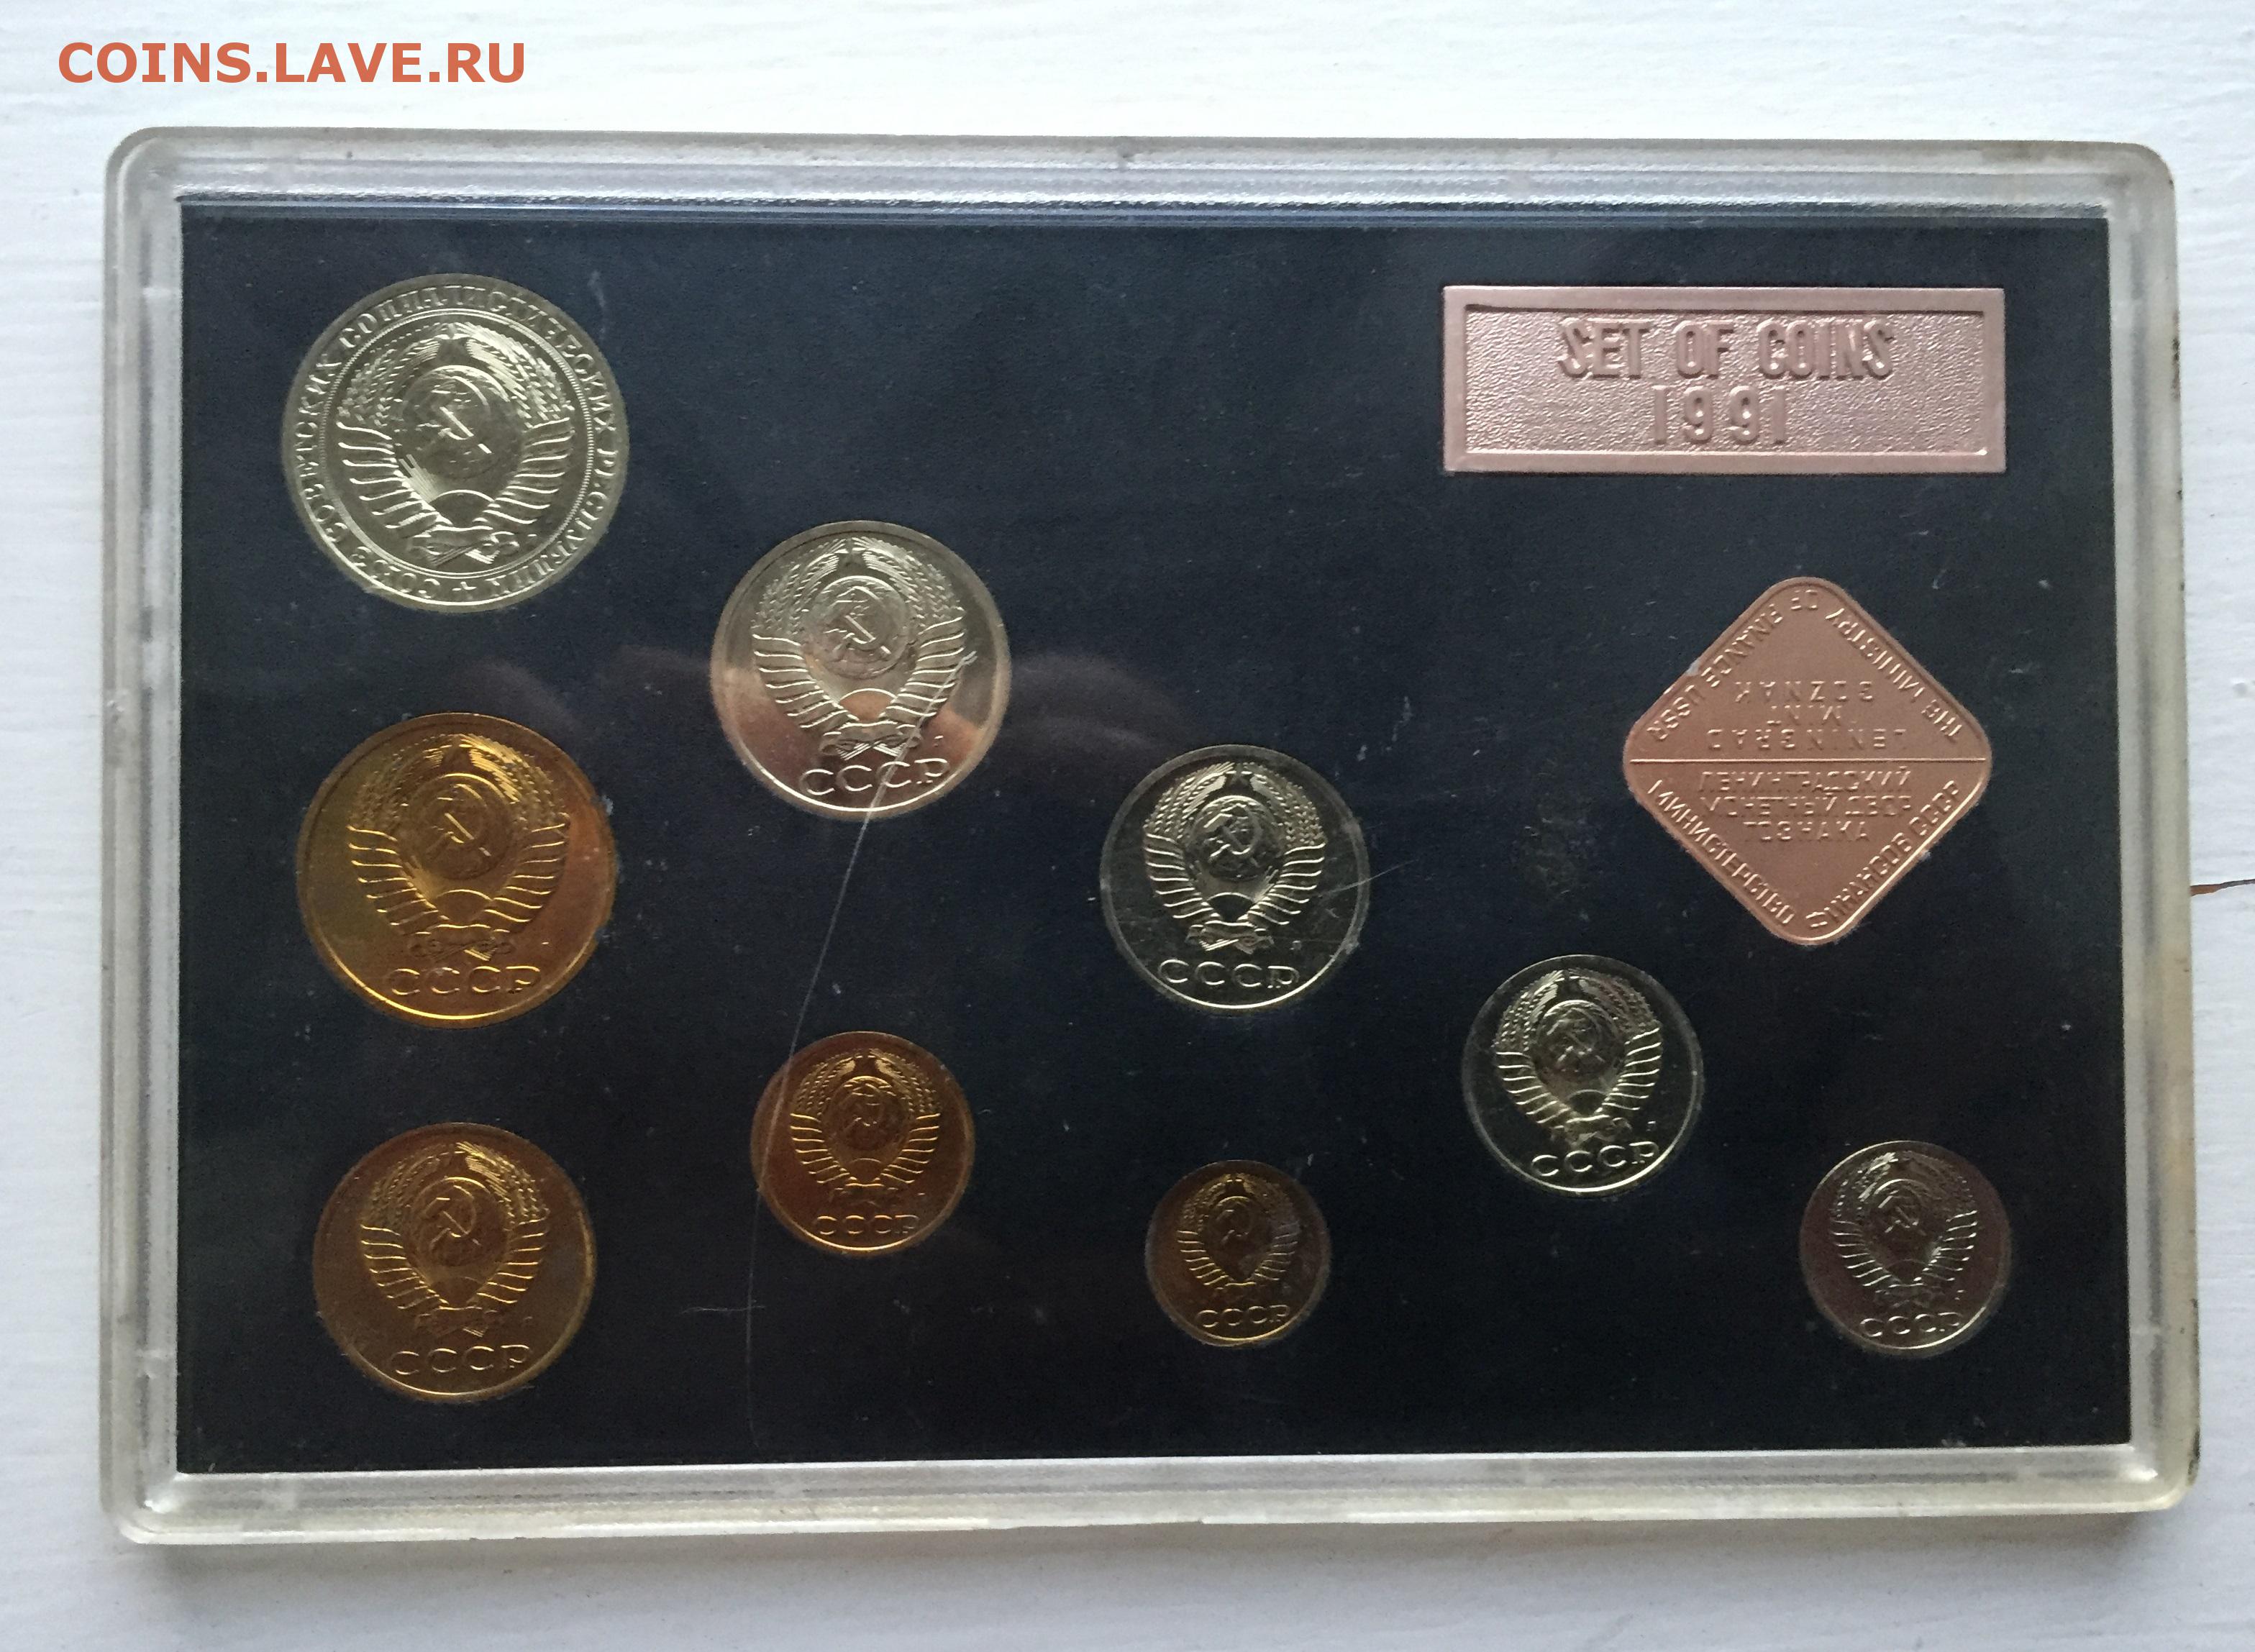 COINS.LAVE.RU
SET OF COINS
1991
СОЮЗ СОВЕТСКИХ СОЦИАЛИСТИЧЕСКИХ РЕСПУБЛИК
СССР
THE MINISTRY OF FINANCE USSR
LENINGRAD
MINT
GOZNAK
ЛЕНИНГРАДСКИЙ
МОНЕТНЫЙ ДВОР
ГОЗНАКА
МИНИСТЕРСТВО ФИНАНСОВ СССР
СССР
СССР
СССР
СССР
СССР
СССР
СССР